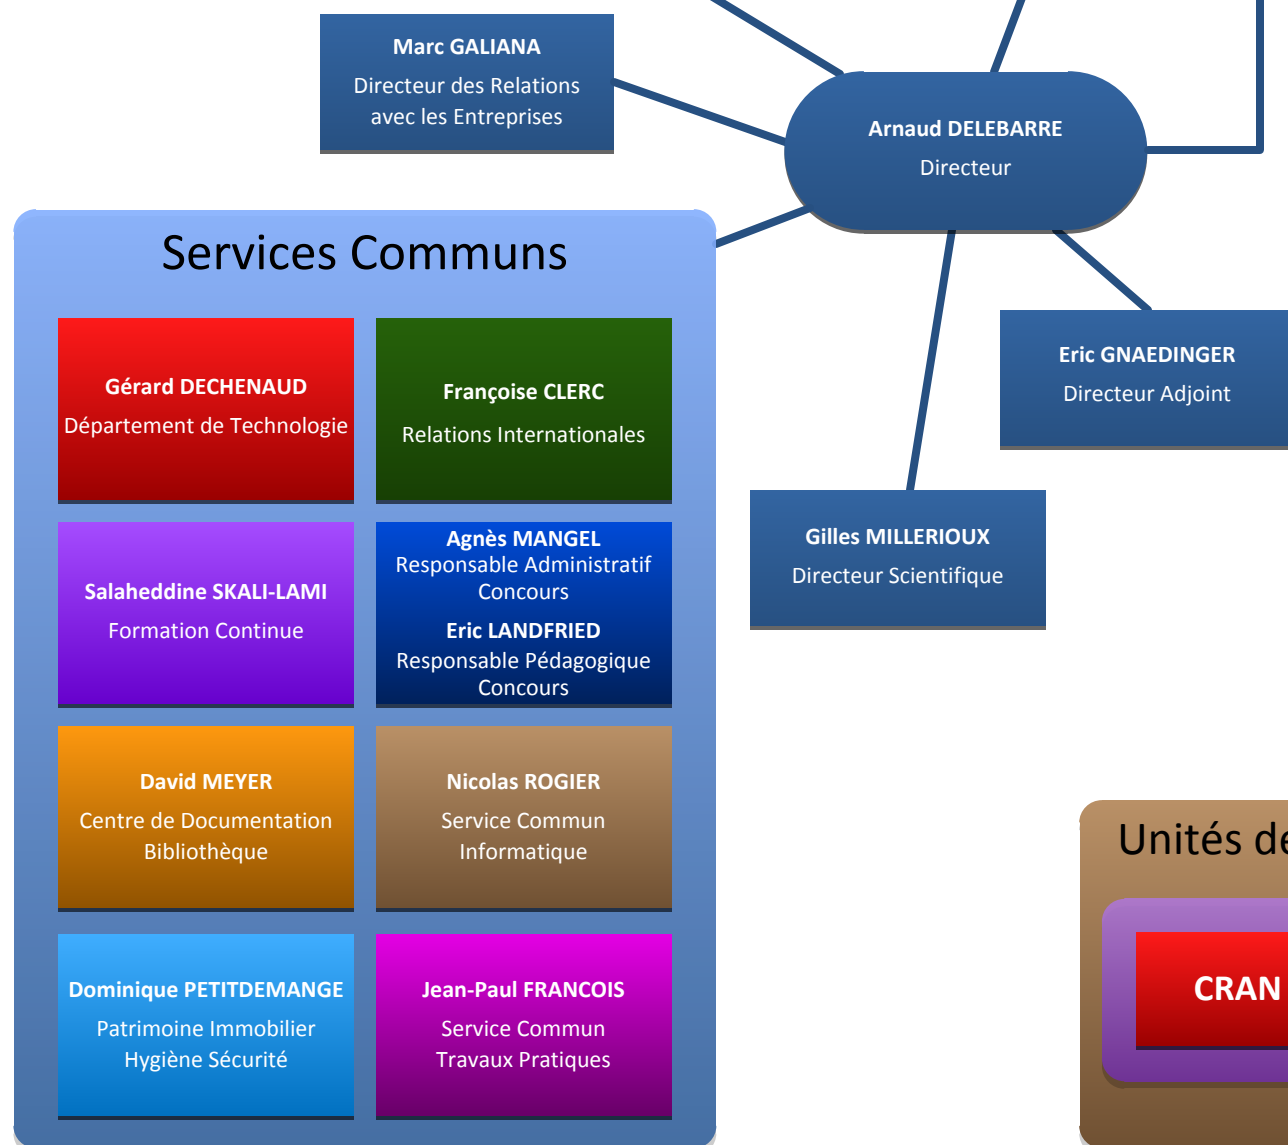 Marc GALIANA
Directeur des Relations
avec les Entreprises
Arnaud DELEBARRE
Directeur
Services Communs
Gérard DECHENAUD
Département de Technologie
Françoise CLERC
Relations Internationales
Eric GNAEDINGER
Directeur Adjoint
Salaheddine SKALI-LAMI
Formation Continue
Agnès MANGEL
Responsable Administratif
Concours
Eric LANDFRIED
Responsable Pédagogique
Concours
Gilles MILLERIOUX
Directeur Scientifique
David MEYER
Centre de Documentation
Bibliothèque
Nicolas ROGIER
Service Commun
Informatique
Dominique PETITDEMANGE
Patrimoine Immobilier
Hygiène Sécurité
Jean-Paul FRANCOIS
Service Commun
Travaux Pratiques
Unités de
CRAN